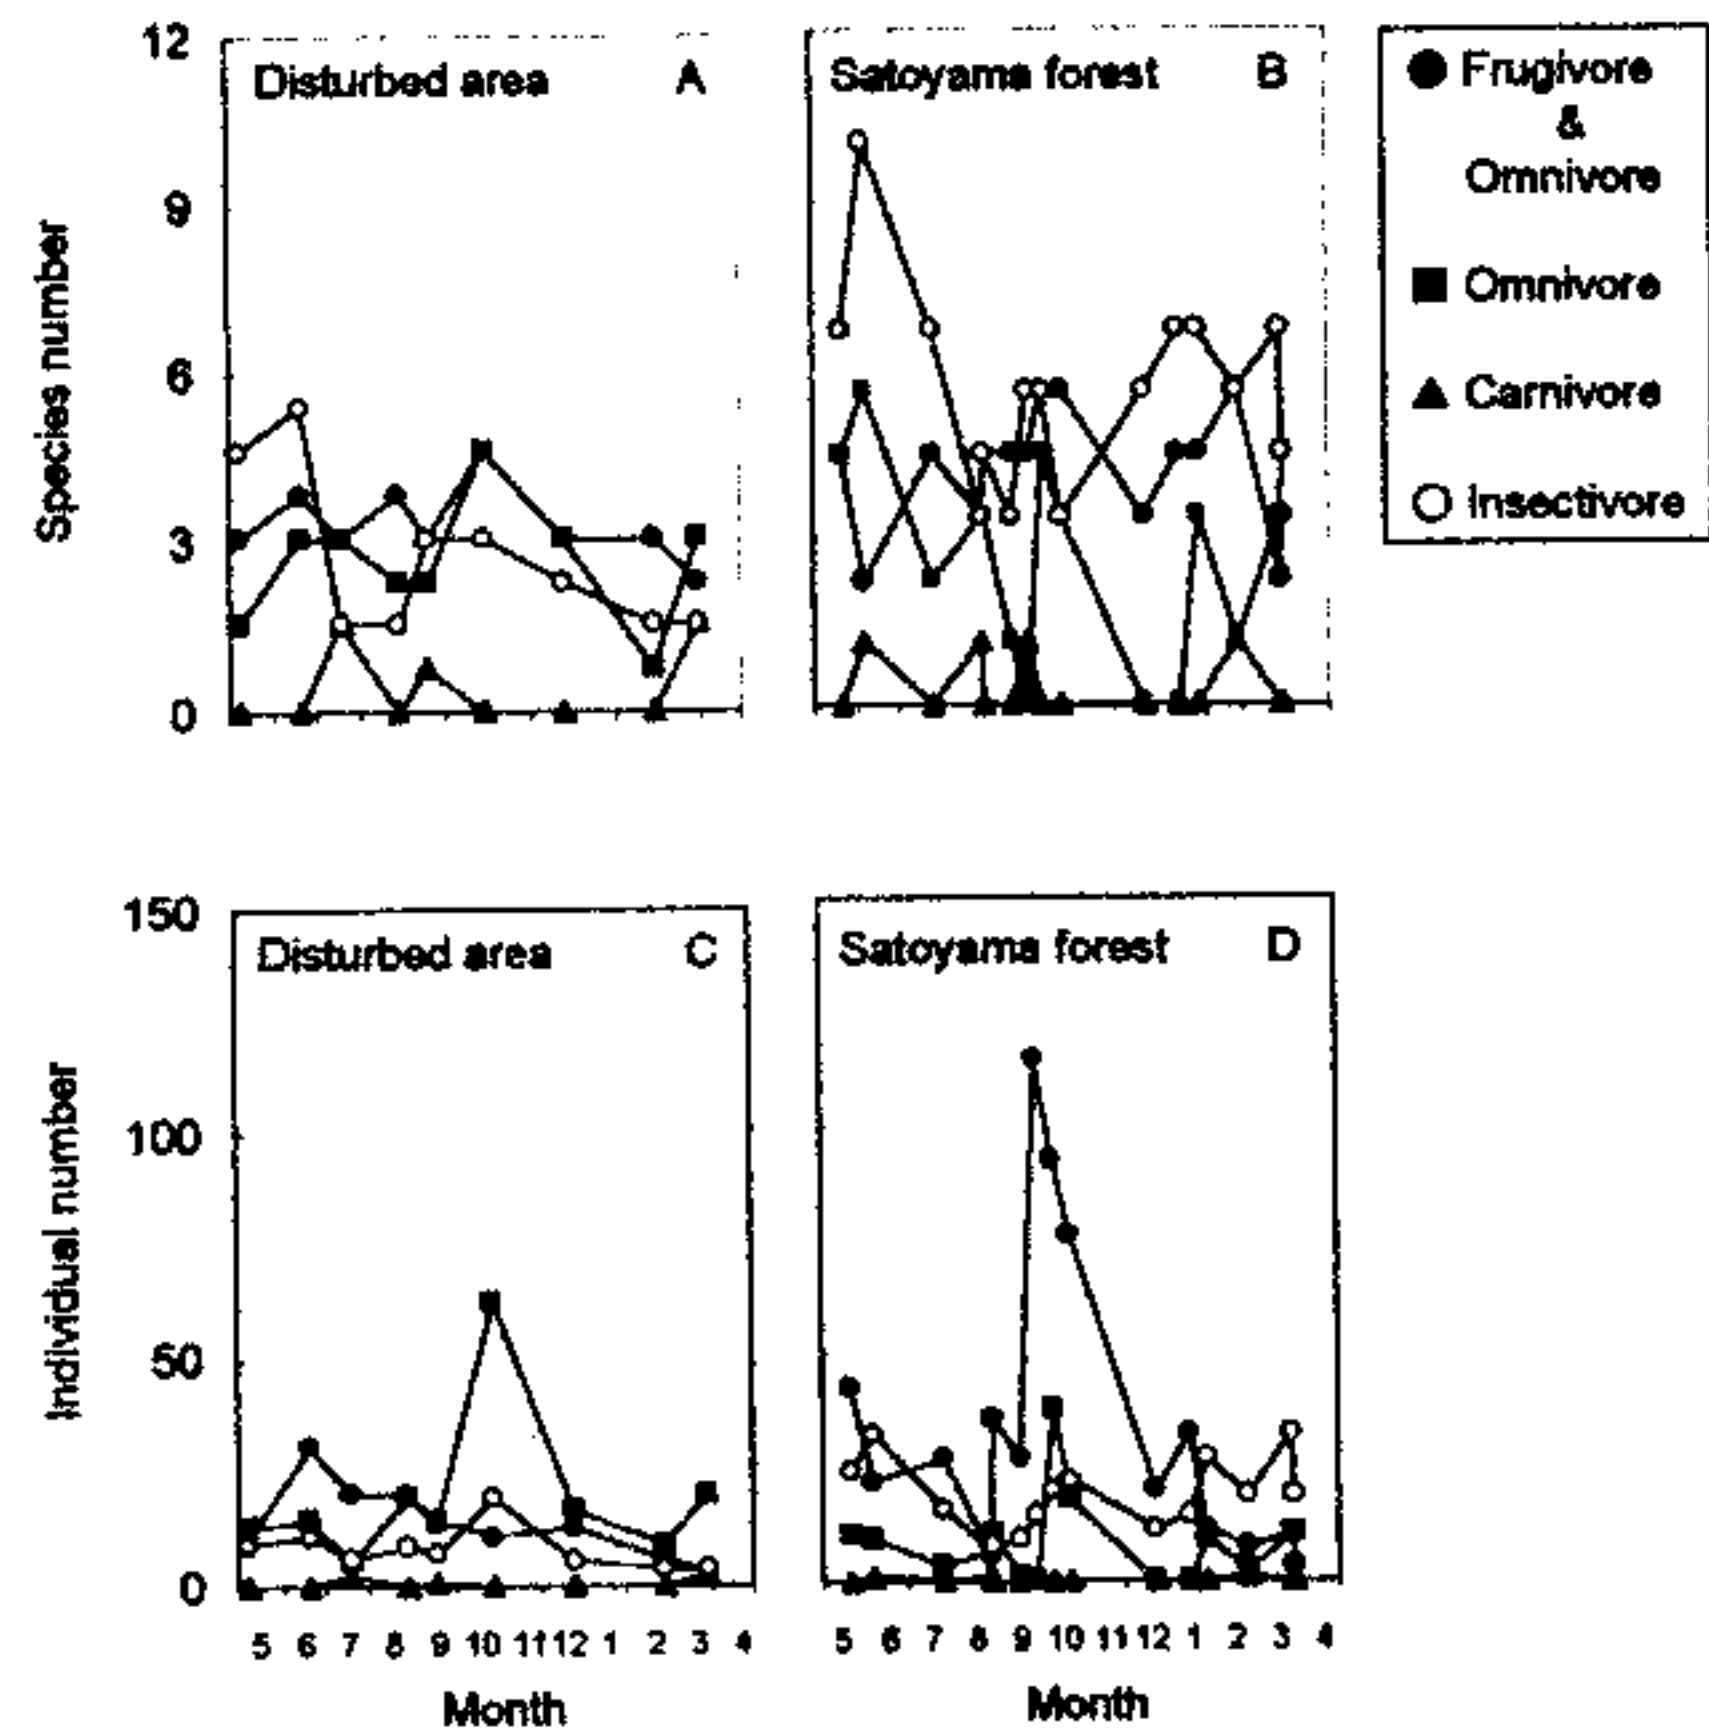 12
9
6
3
0
Species number
Disturbed area A
Satoyama forest B
Frugivore
&
Omnivore
Omnivore
Carnivore
Insectivore
150
100
50
0
Individual number
Disturbed area C
Satoyama forest D
5 6 7 8 9 10 11 12 1 2 3 4
5 6 7 8 9 10 11 12 1 2 3 4
Month
Month